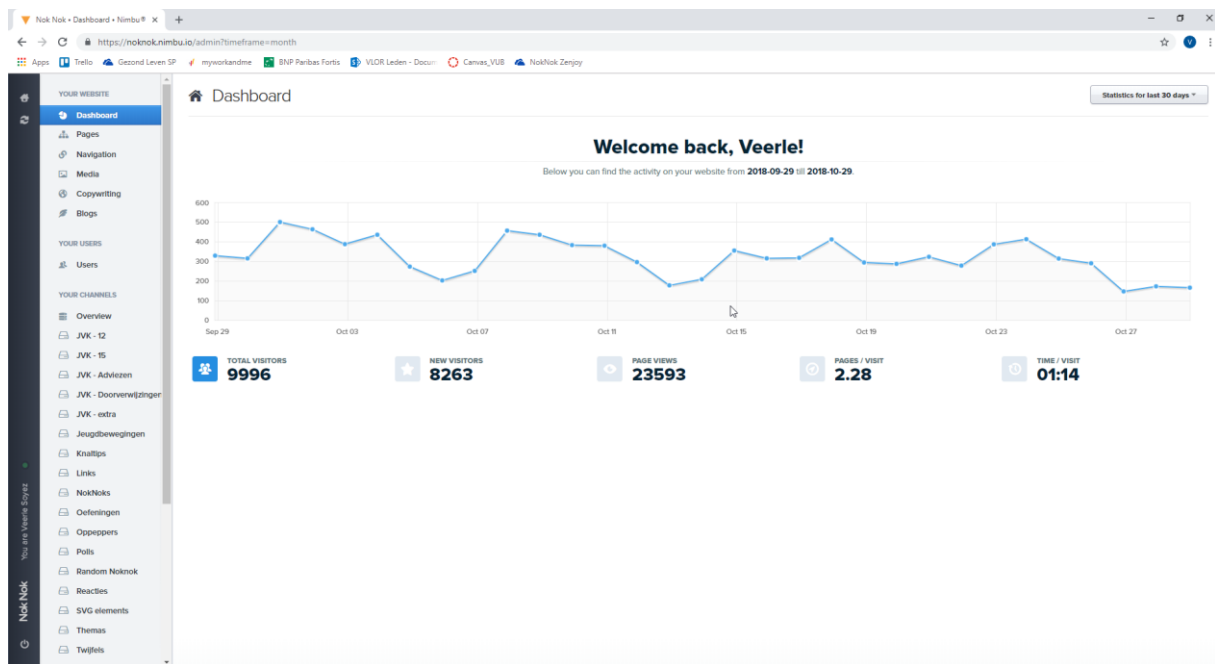 Nok Nok • Dashboard • Nimbu®
https://noknok.nimbu.io/admin?timeframe=month
Apps Trello Gezond Leven SP myworkandme BNP Paribas Fortis VLOR Leden - Docum Canvas_VUB NokNok Zenjoy
YOUR WEBSITE
Dashboard
Pages
Navigation
Media
Copywriting
Blogs
YOUR USERS
Users
YOUR CHANNELS
Overview
JVK - 12
JVK - 15
JVK - Adviezen
JVK - Doorverwijzingen
JVK - extra
Jeugdbewegingen
Knaltips
Links
NokNoks
Oefeningen
Oppeppers
Polls
Random Noknok
Reacties
SVG elements
Themas
Twijfels
Nok Nok You are Veerle Soyez
Dashboard
Statistics for last 30 days
Welcome back, Veerle!
Below you can find the activity on your website from 2018-09-29 till 2018-10-29.
600
500
400
300
200
100
0
Sep 29 Oct 03 Oct 07 Oct 11 Oct 15 Oct 19 Oct 23 Oct 27
TOTAL VISITORS
9996
NEW VISITORS
8263
PAGE VIEWS
23593
PAGES / VISIT
2.28
TIME / VISIT
01:14